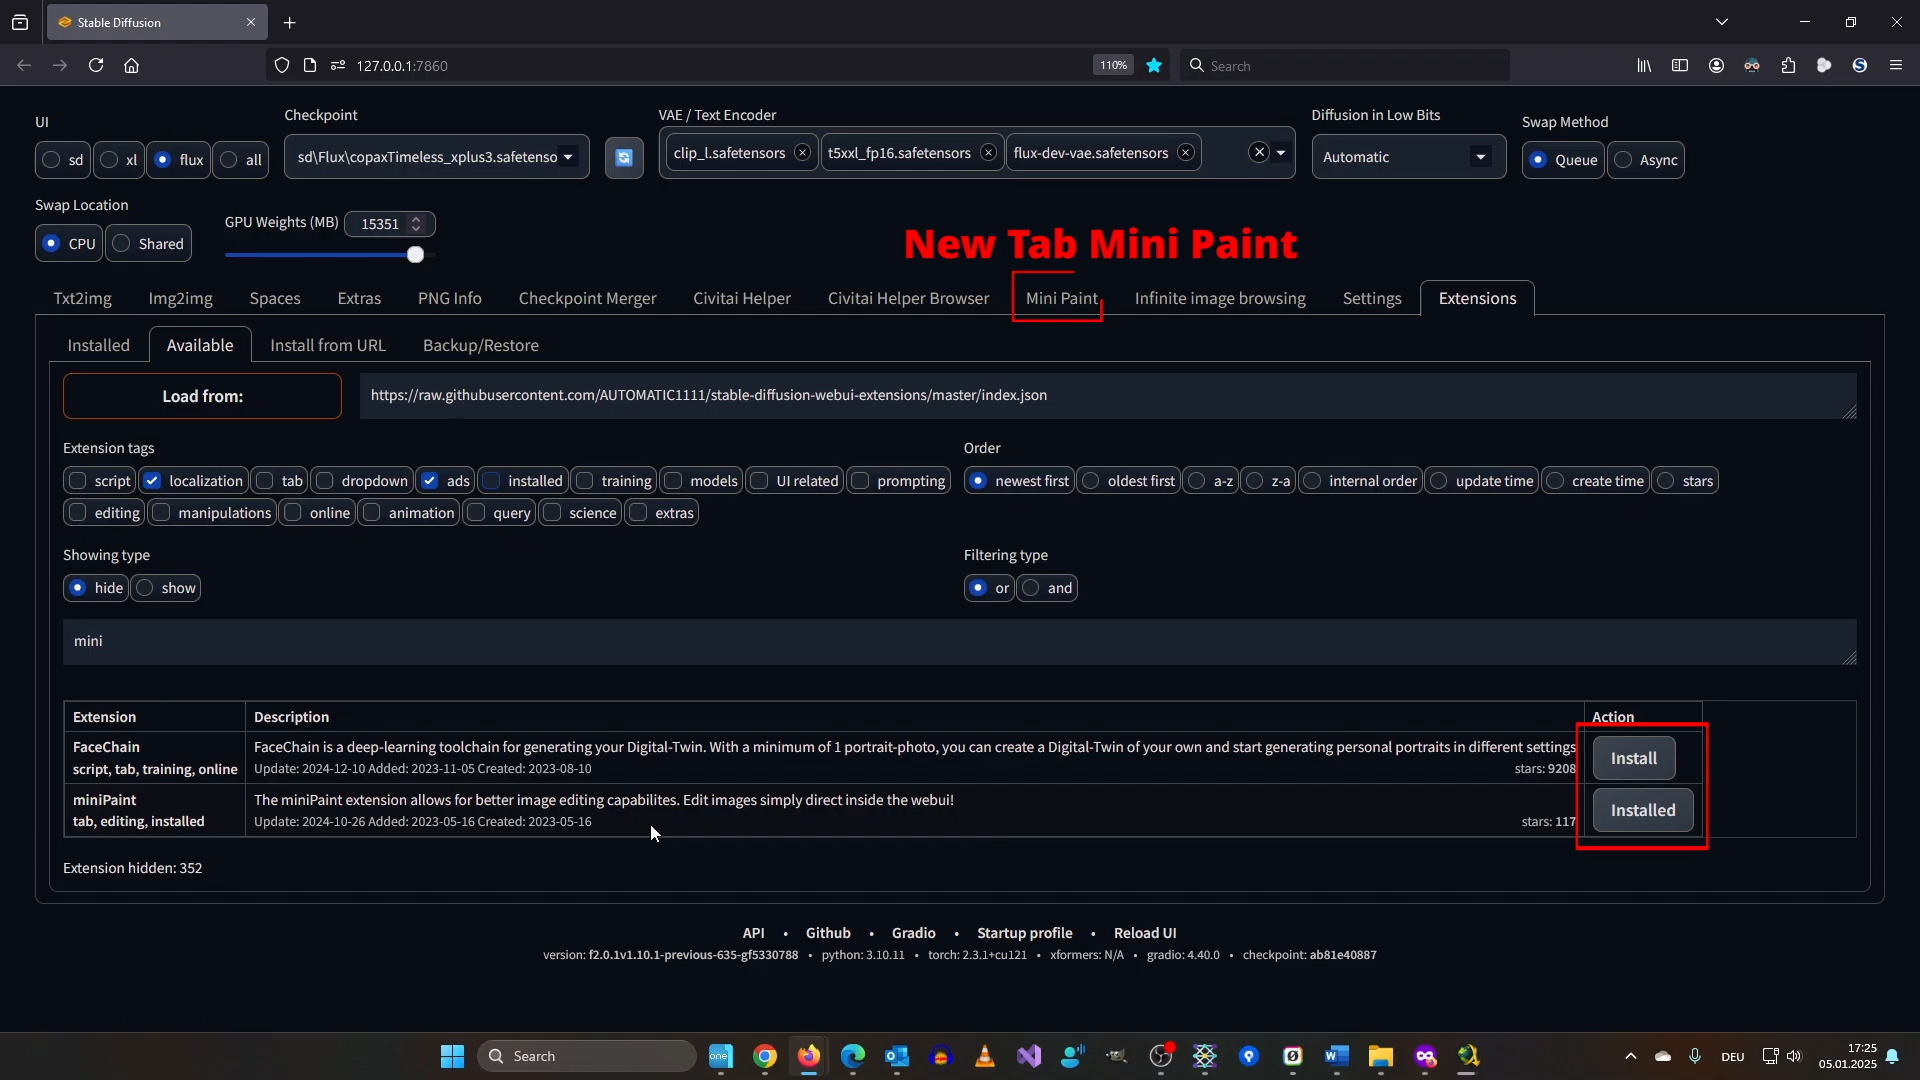 Stable Diffusion
127.0.0.1:7860
110%
Search
UI
sd
xl
flux
all
Checkpoint
sd\Flux\copaxTimeless_xplus3.safetenso
VAE / Text Encoder
clip_l.safetensors
t5xxl_fp16.safetensors
flux-dev-vae.safetensors
Diffusion in Low Bits
Automatic
Swap Method
Queue
Async
Swap Location
CPU
Shared
GPU Weights (MB)
15351
New Tab Mini Paint
Txt2img
Img2img
Spaces
Extras
PNG Info
Checkpoint Merger
Civitai Helper
Civitai Helper Browser
Mini Paint
Infinite image browsing
Settings
Extensions
Installed
Available
Install from URL
Backup/Restore
Load from:
https://raw.githubusercontent.com/AUTOMATIC1111/stable-diffusion-webui-extensions/master/index.json
Extension tags
script
localization
tab
dropdown
ads
installed
training
models
UI related
prompting
editing
manipulations
online
animation
query
science
extras
Order
newest first
oldest first
a-z
z-a
internal order
update time
create time
stars
Showing type
hide
show
Filtering type
or
and
mini
Extension
Description
Action
FaceChain
script, tab, training, online
FaceChain is a deep-learning toolchain for generating your Digital-Twin. With a minimum of 1 portrait-photo, you can create a Digital-Twin of your own and start generating personal portraits in different settings
Update: 2024-12-10 Added: 2023-11-05 Created: 2023-08-10
stars: 9208
Install
miniPaint
tab, editing, installed
The miniPaint extension allows for better image editing capabilites. Edit images simply direct inside the webui!
Update: 2024-10-26 Added: 2023-05-16 Created: 2023-05-16
stars: 117
Installed
Extension hidden: 352
API • Github • Gradio • Startup profile • Reload UI
version: f2.0.1v1.10.1-previous-635-gf5330788 • python: 3.10.11 • torch: 2.3.1+cu121 • xformers: N/A • gradio: 4.40.0 • checkpoint: ab81e40887
Search
one
DEU
17:25
05.01.2025